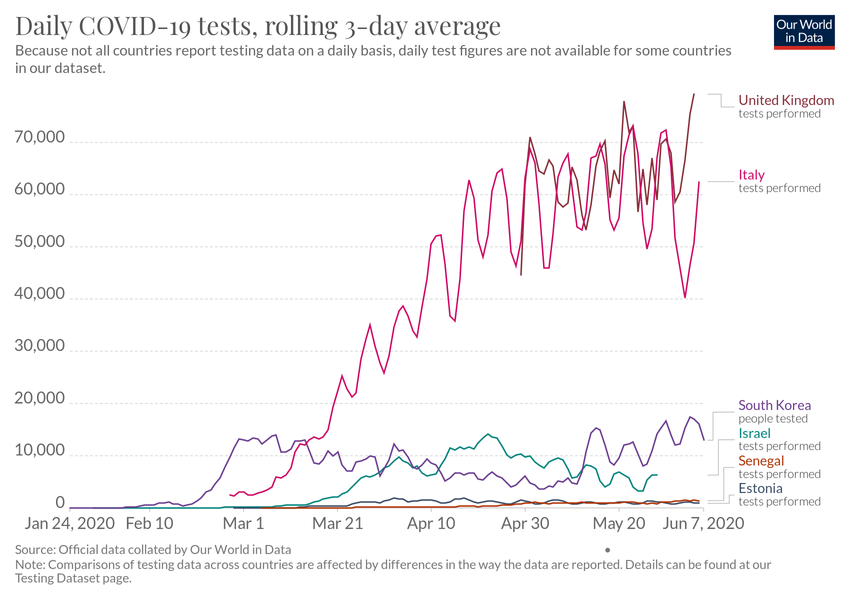 Daily COVID-19 tests, rolling 3-day average
Our World
in Data
Because not all countries report testing data on a daily basis, daily test figures are not available for some countries
in our dataset.
United Kingdom
tests performed
70,000
Italy
tests performed
60,000
50,000
40,000
30,000
20,000
South Korea
people tested
Israel
tests performed
10,000
Senegal
tests performed
Estonia
tests performed
0
Jan 24, 2020 Feb 10 Mar 1 Mar 21 Apr 10 Apr 30 May 20 Jun 7, 2020
Source: Official data collated by Our World in Data
Note: Comparisons of testing data across countries are affected by differences in the way the data are reported. Details can be found at our
Testing Dataset page.